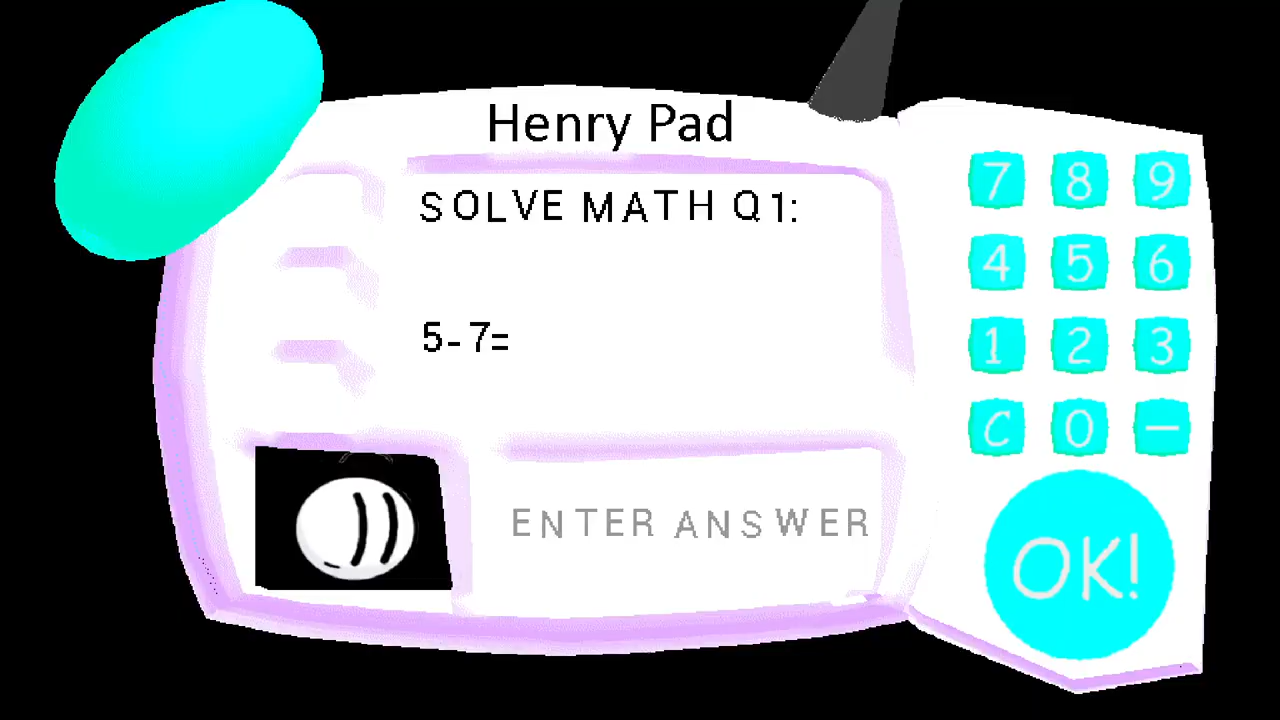 Henry Pad
SOLVE MATH Q1:
5-7=
ENTER ANSWER
7 8 9
4 5 6
1 2 3
C 0 -
OK!